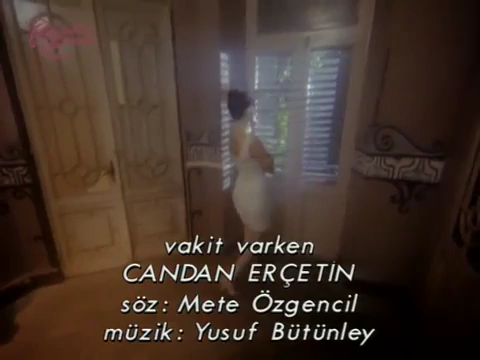 vakit varken
CANDAN ERÇETİN
söz: Mete Özgencil
müzik: Yusuf Bütünley